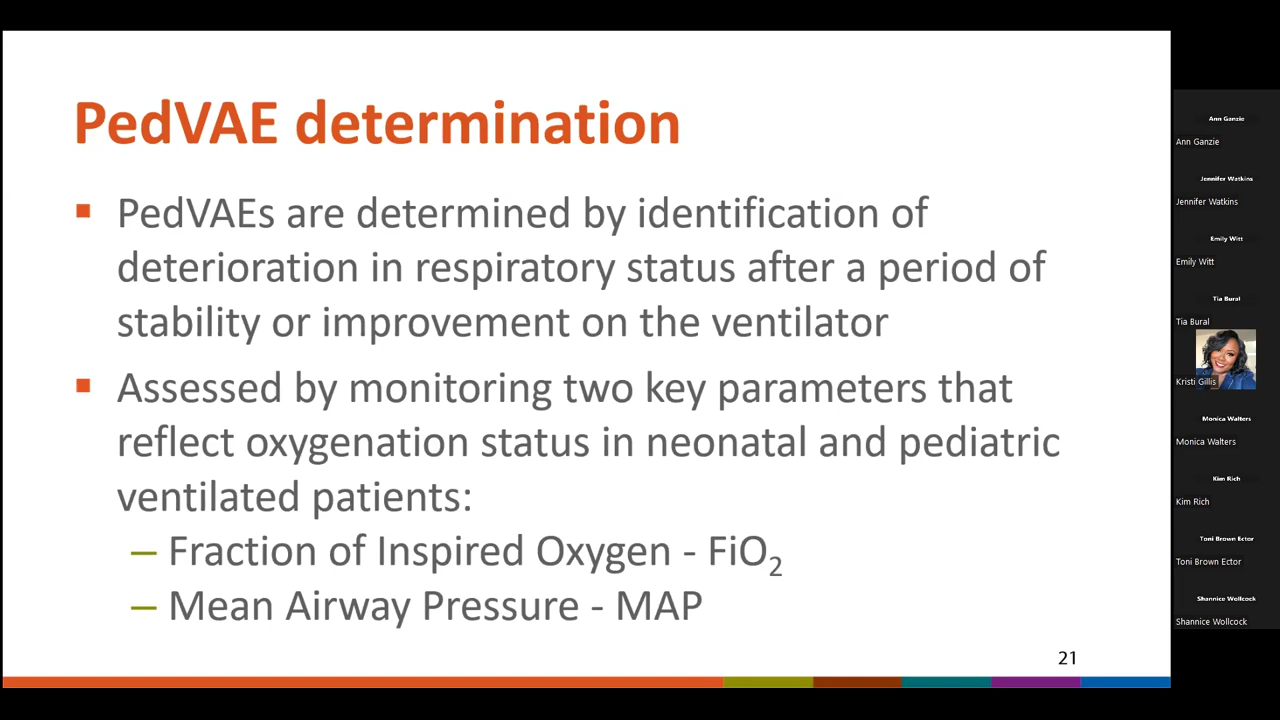 PedVAE determination
▪ PedVAEs are determined by identification of
deterioration in respiratory status after a period of
stability or improvement on the ventilator
▪ Assessed by monitoring two key parameters that
reflect oxygenation status in neonatal and pediatric
ventilated patients:
– Fraction of Inspired Oxygen - FiO₂
– Mean Airway Pressure - MAP
21
Ann Ganzie
Ann Ganzie
Jennifer Watkins
Jennifer Watkins
Emily Witt
Emily Witt
Tia Bural
Tia Bural
Kristi Gillis
Monica Walters
Monica Walters
Kim Rich
Kim Rich
Toni Brown Ector
Toni Brown Ector
Shannice Wollcock
Shannice Wollcock